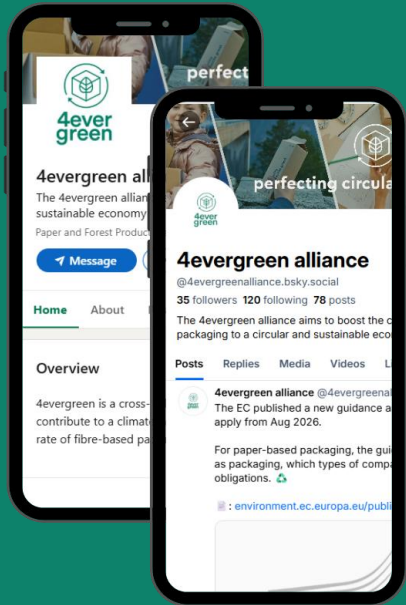 perfect
4ever
green
4evergreen al
The 4evergreen allian
sustainable economy
Paper and Forest Produc
Message
Home About
Overview
4evergreen is a cross-
contribute to a climat
rate of fibre-based pa
perfecting circula
4ever
green
4evergreen alliance
@4evergreenalliance.bsky.social
35 followers 120 following 78 posts
The 4evergreen alliance aims to boost the c
packaging to a circular and sustainable eco
Posts Replies Media Videos Li
4evergreen alliance @4evergreenal
The EC published a new guidance a
apply from Aug 2026.
For paper-based packaging, the gui
as packaging, which types of compa
obligations. ♻️
📄 : environment.ec.europa.eu/publi